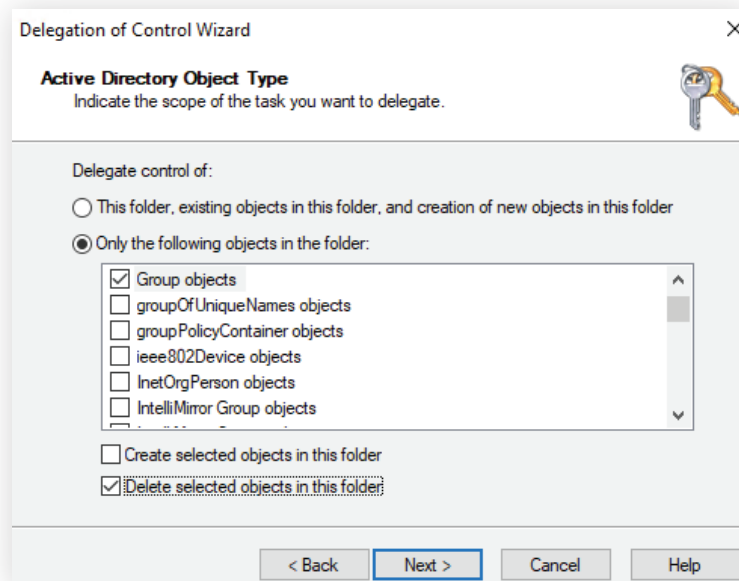 Delegation of Control Wizard
Active Directory Object Type
Indicate the scope of the task you want to delegate.
Delegate control of:
This folder, existing objects in this folder, and creation of new objects in this folder
Only the following objects in the folder:
Group objects
groupOfUniqueNames objects
groupPolicyContainer objects
ieee802Device objects
InetOrgPerson objects
IntelliMirror Group objects
Create selected objects in this folder
Delete selected objects in this folder
< Back Next > Cancel Help